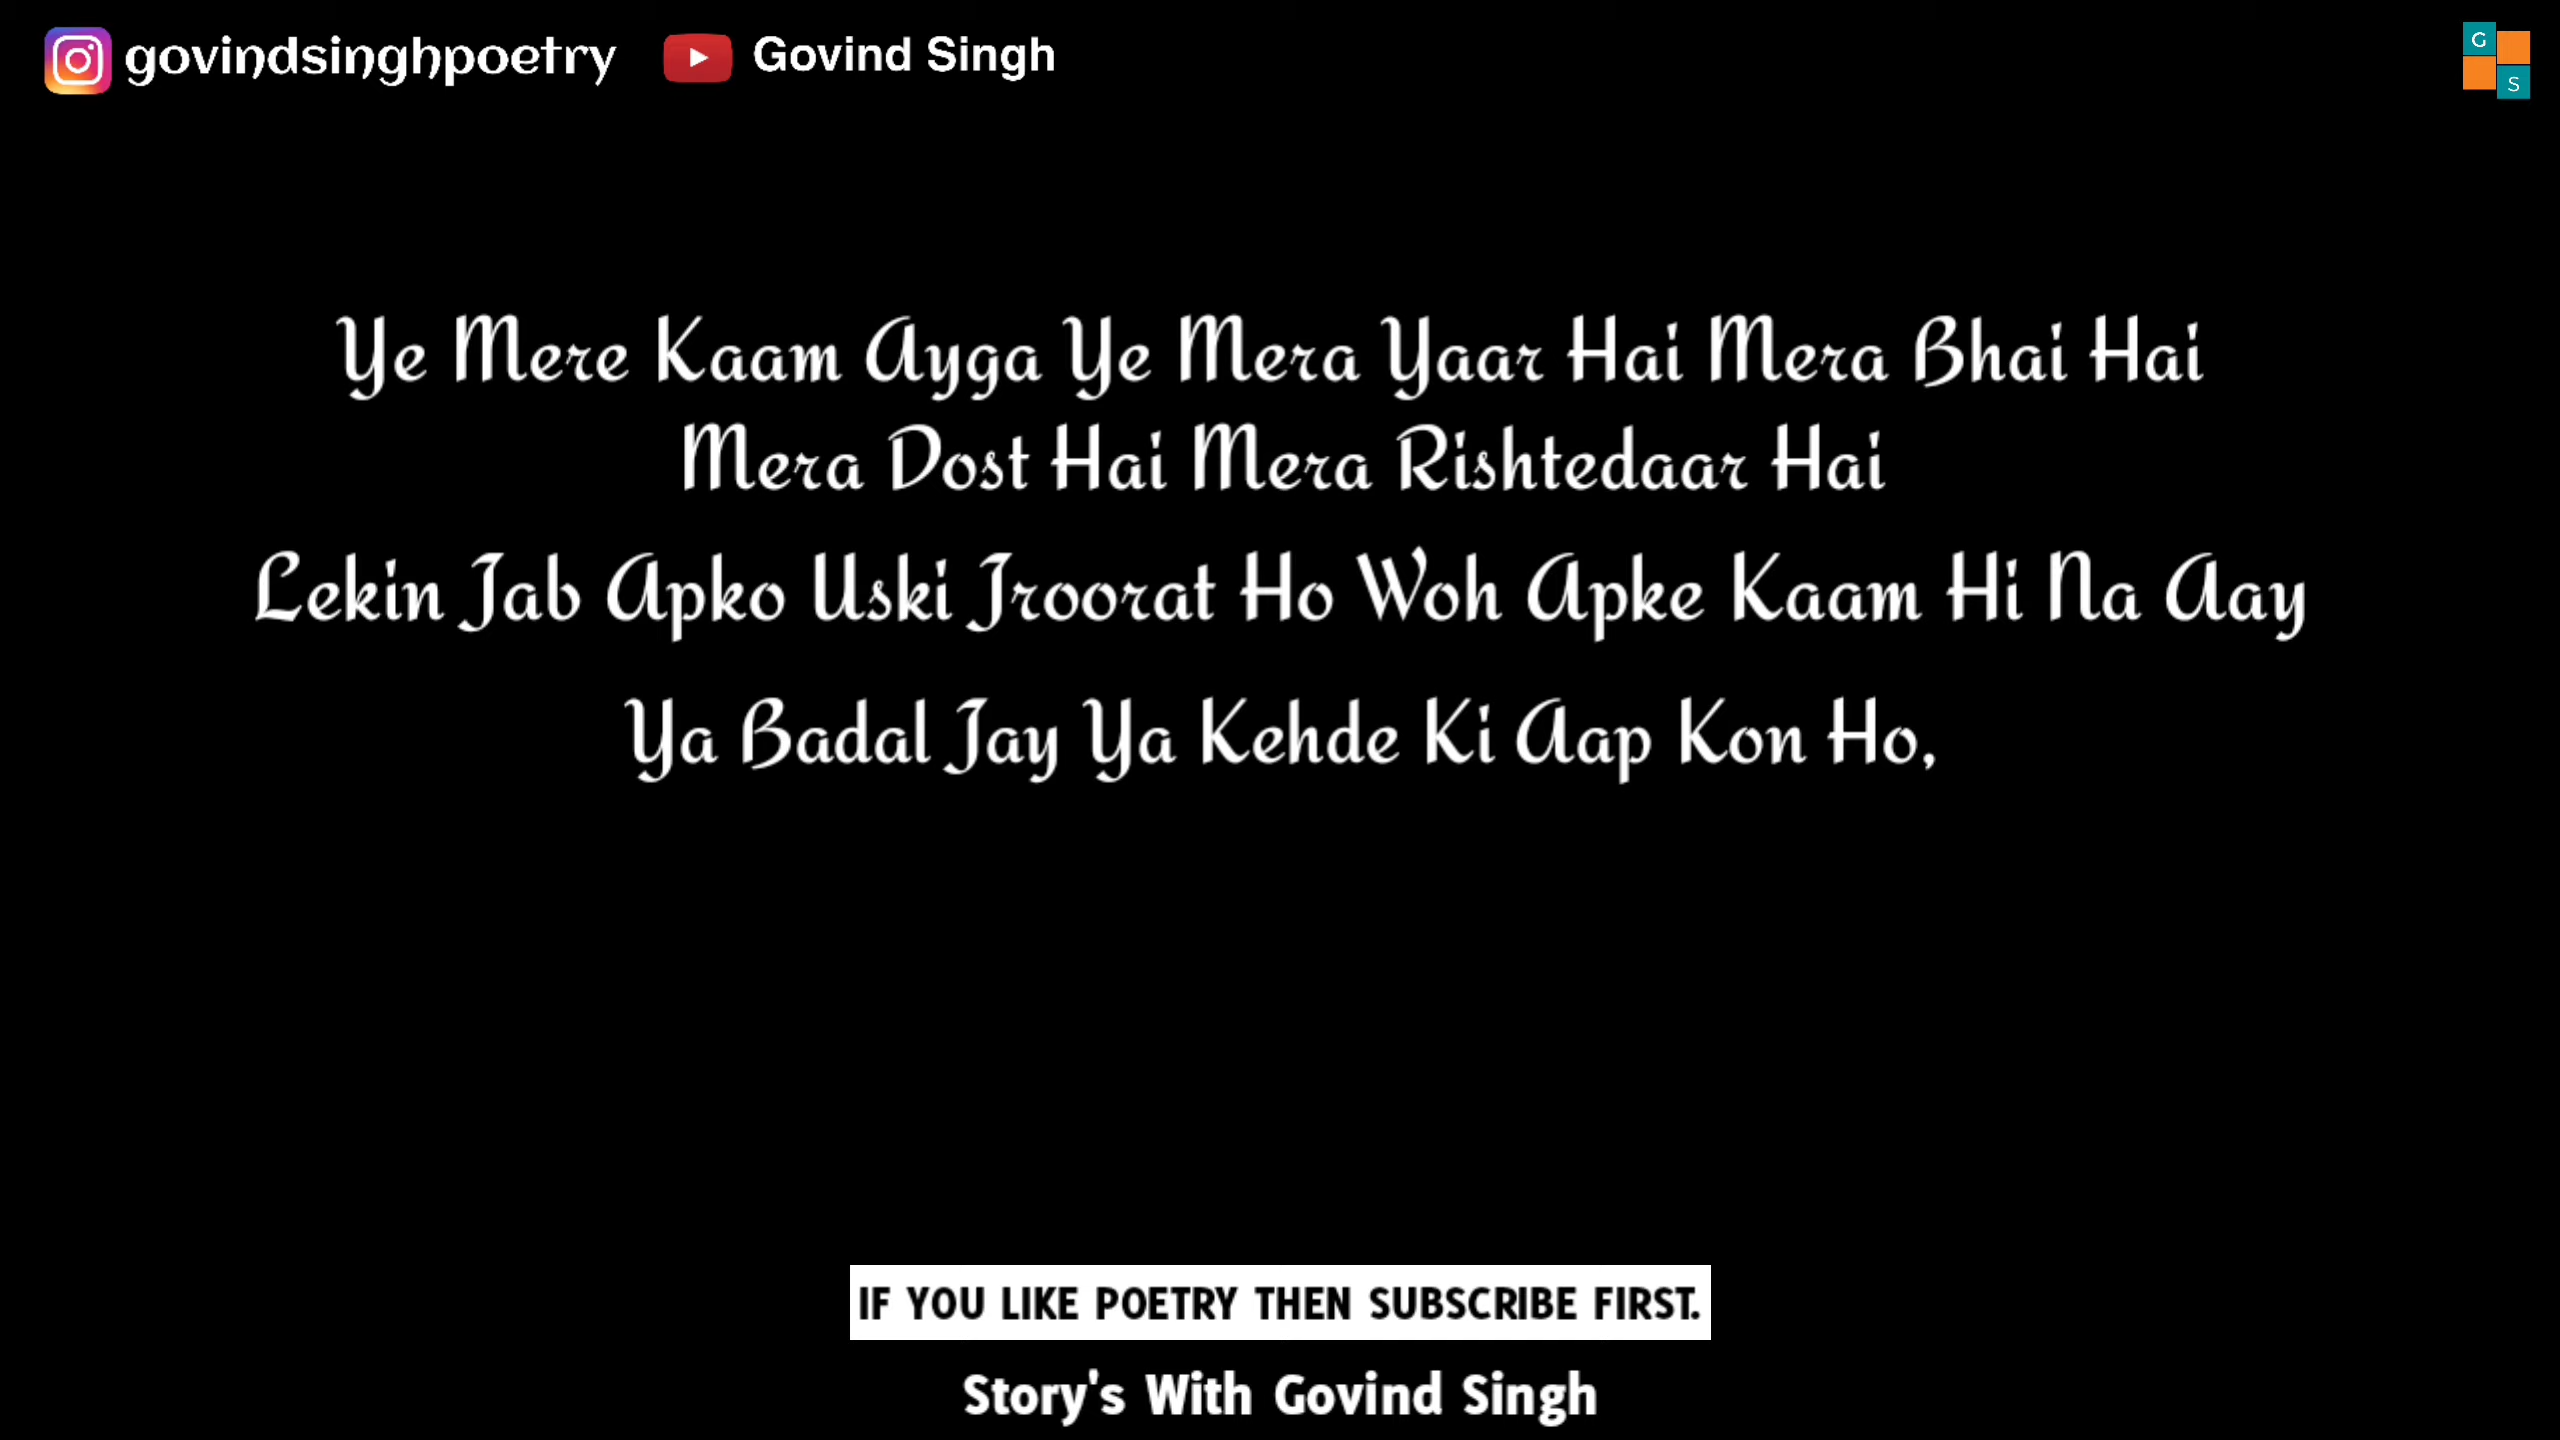 govindsinghpoetry Govind Singh
G
S
Ye Mere Kaam Ayga Ye Mera Yaar Hai Mera Bhai Hai
Mera Dost Hai Mera Rishtedaar Hai
Lekin Jab Apko Uski Jroorat Ho Woh Apke Kaam Hi Na Aay
Ya Badal Jay Ya Kehde Ki Aap Kon Ho,
IF YOU LIKE POETRY THEN SUBSCRIBE FIRST.
Story's With Govind Singh